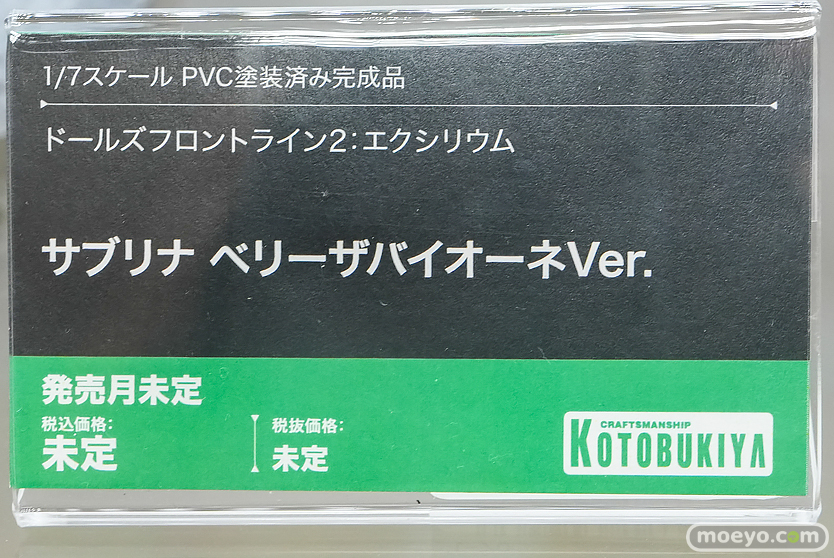 1/7スケール PVC塗装済み完成品
ドールズフロントライン2：エクシリウム
サブリナ ベリーザバイオーネVer.
発売月未定
税込価格：
未定
税抜価格：
未定
CRAFTSMANSHIP
KOTOBUKIYA
moeyo.com